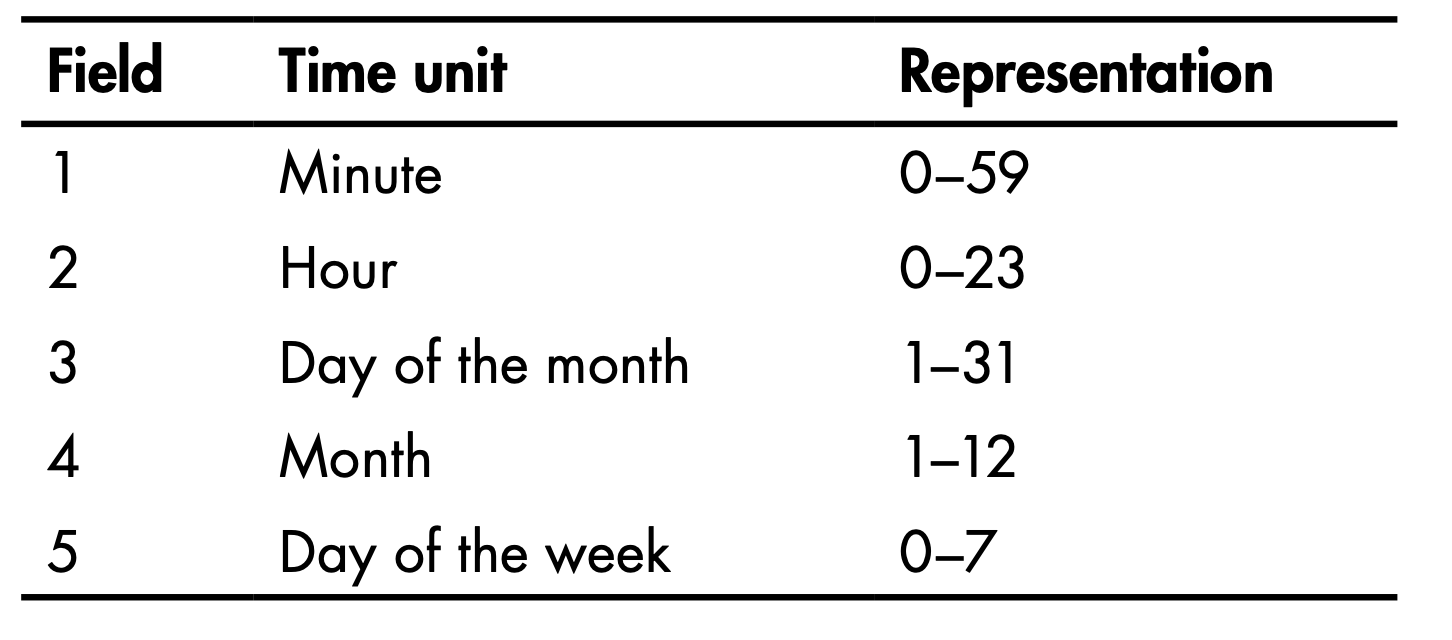 Field Time unit Representation
1 Minute 0–59
2 Hour 0–23
3 Day of the month 1–31
4 Month 1–12
5 Day of the week 0–7